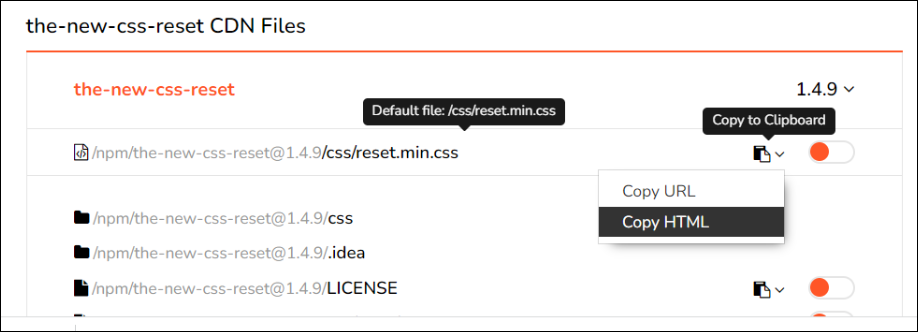 the-new-css-reset CDN Files
the-new-css-reset
1.4.9
Default file: /css/reset.min.css
Copy to Clipboard
/npm/the-new-css-reset@1.4.9/css/reset.min.css
Copy URL
Copy HTML
/npm/the-new-css-reset@1.4.9/css
/npm/the-new-css-reset@1.4.9/.idea
/npm/the-new-css-reset@1.4.9/LICENSE